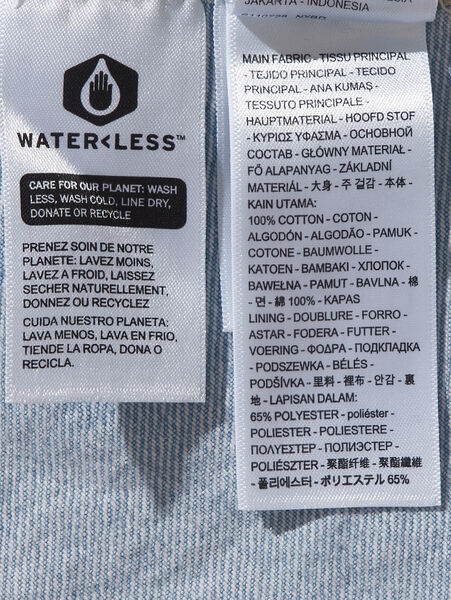 WATER<LESS™
CARE FOR OUR PLANET: WASH
LESS, WASH COLD, LINE DRY,
DONATE OR RECYCLE
PRENEZ SOIN DE NOTRE
PLANETE: LAVEZ MOINS,
LAVEZ A FROID, LAISSEZ
SECHER NATURELLEMENT,
DONNEZ OU RECYCLEZ
CUIDA NUESTRO PLANETA:
LAVA MENOS, LAVA EN FRIO,
TIENDE LA ROPA, DONA O
RECICLA.
JAKARTA - INDONESIA
MAIN FABRIC - TISSU PRINCIPAL
- TEJIDO PRINCIPAL - TECIDO
PRINCIPAL - ANA KUMAŞ -
TESSUTO PRINCIPALE -
HAUPTMATERIAL - HOOFD STOF
- ΚΥΡΙΩΣ ΥΦΑΣΜΑ - ОСНОВНОЙ
СОСТАВ - GŁÓWNY MATERIAŁ -
FŐ ALAPANYAG - ZÁKLADNÍ
MATERIÁL - 大身 - 주 겉감 - 本体 -
KAIN UTAMA:
100% COTTON - COTON -
ALGODÓN - ALGODÃO - PAMUK -
COTONE - BAUMWOLLE -
KATOEN - ΒΑΜΒΑΚΙ - ХЛОПОК -
BAWEŁNA - PAMUT - BAVLNA - 棉
- 면 - 綿 100% - KAPAS
LINING - DOUBLURE - FORRO -
ASTAR - FODERA - FUTTER -
VOERING - ΦΟΔΡΑ - ПОДКЛАДКА
- PODSZEWKA - BÉLÉS -
PODŠÍVKA - 里料 - 裡布 - 안감 - 裏
地 - LAPISAN DALAM:
65% POLYESTER - poliéster -
POLIESTER - POLIESTERE -
ΠΟΛΥΕΣΤΕΡ - ПОЛИЭСТЕР -
POLIÉSZTER - 聚酯纤维 - 聚酯纖維
- 폴리에스터 - ポリエステル 65%